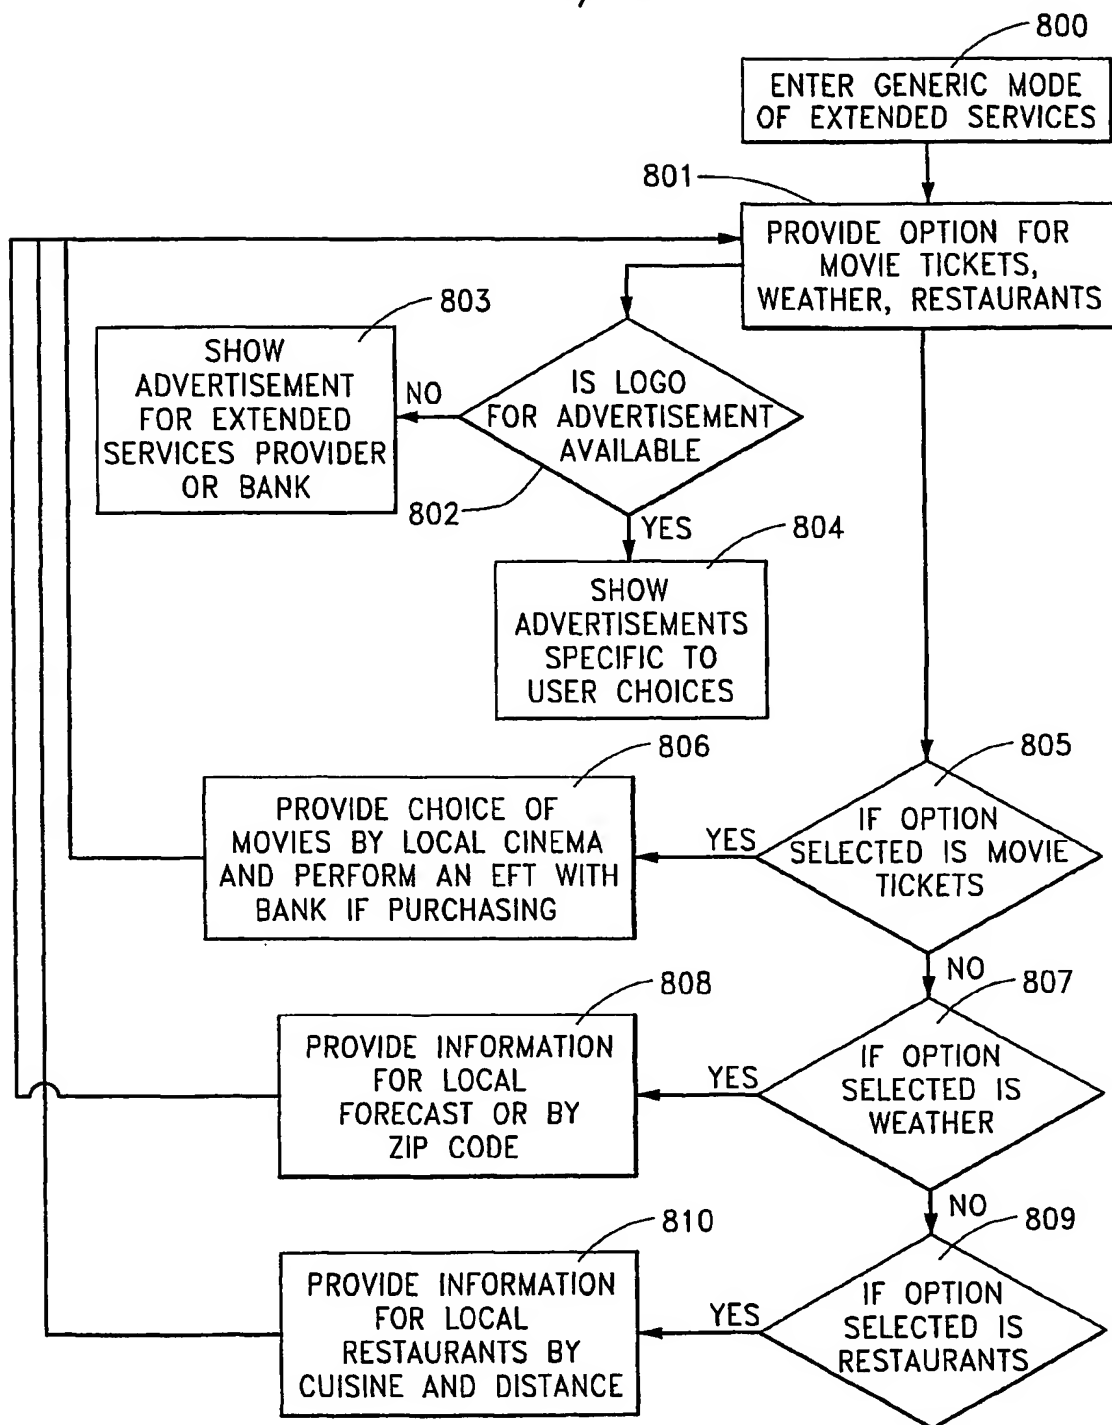 800
ENTER GENERIC MODE
OF EXTENDED SERVICES
801
PROVIDE OPTION FOR
MOVIE TICKETS,
WEATHER, RESTAURANTS
803
SHOW
ADVERTISEMENT
FOR EXTENDED
SERVICES PROVIDER
OR BANK
NO
IS LOGO
FOR ADVERTISEMENT
AVAILABLE
802
YES
804
SHOW
ADVERTISEMENTS
SPECIFIC TO
USER CHOICES
805
IF OPTION
SELECTED IS MOVIE
TICKETS
YES
806
PROVIDE CHOICE OF
MOVIES BY LOCAL CINEMA
AND PERFORM AN EFT WITH
BANK IF PURCHASING
NO
807
IF OPTION
SELECTED IS
WEATHER
YES
808
PROVIDE INFORMATION
FOR LOCAL
FORECAST OR BY
ZIP CODE
NO
809
IF OPTION
SELECTED IS
RESTAURANTS
YES
810
PROVIDE INFORMATION
FOR LOCAL
RESTAURANTS BY
CUISINE AND DISTANCE